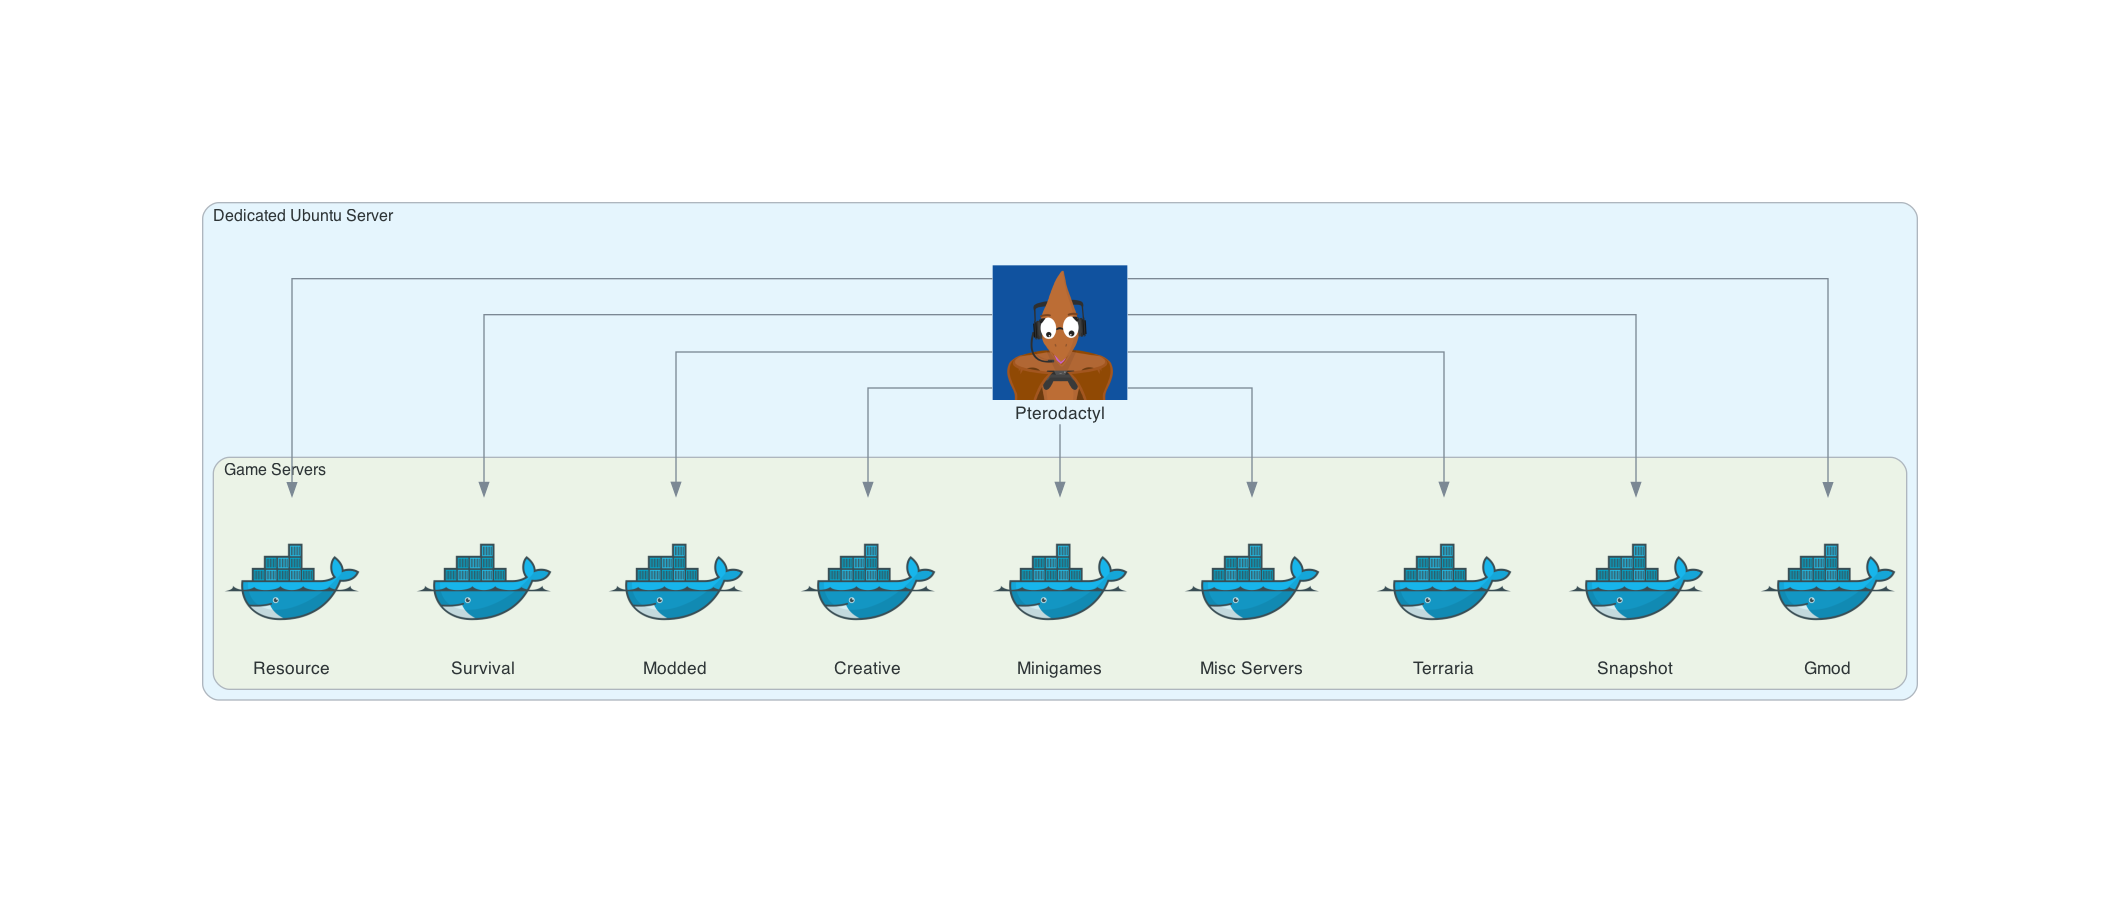 Dedicated Ubuntu Server
Pterodactyl
Game Servers
Resource
Survival
Modded
Creative
Minigames
Misc Servers
Terraria
Snapshot
Gmod